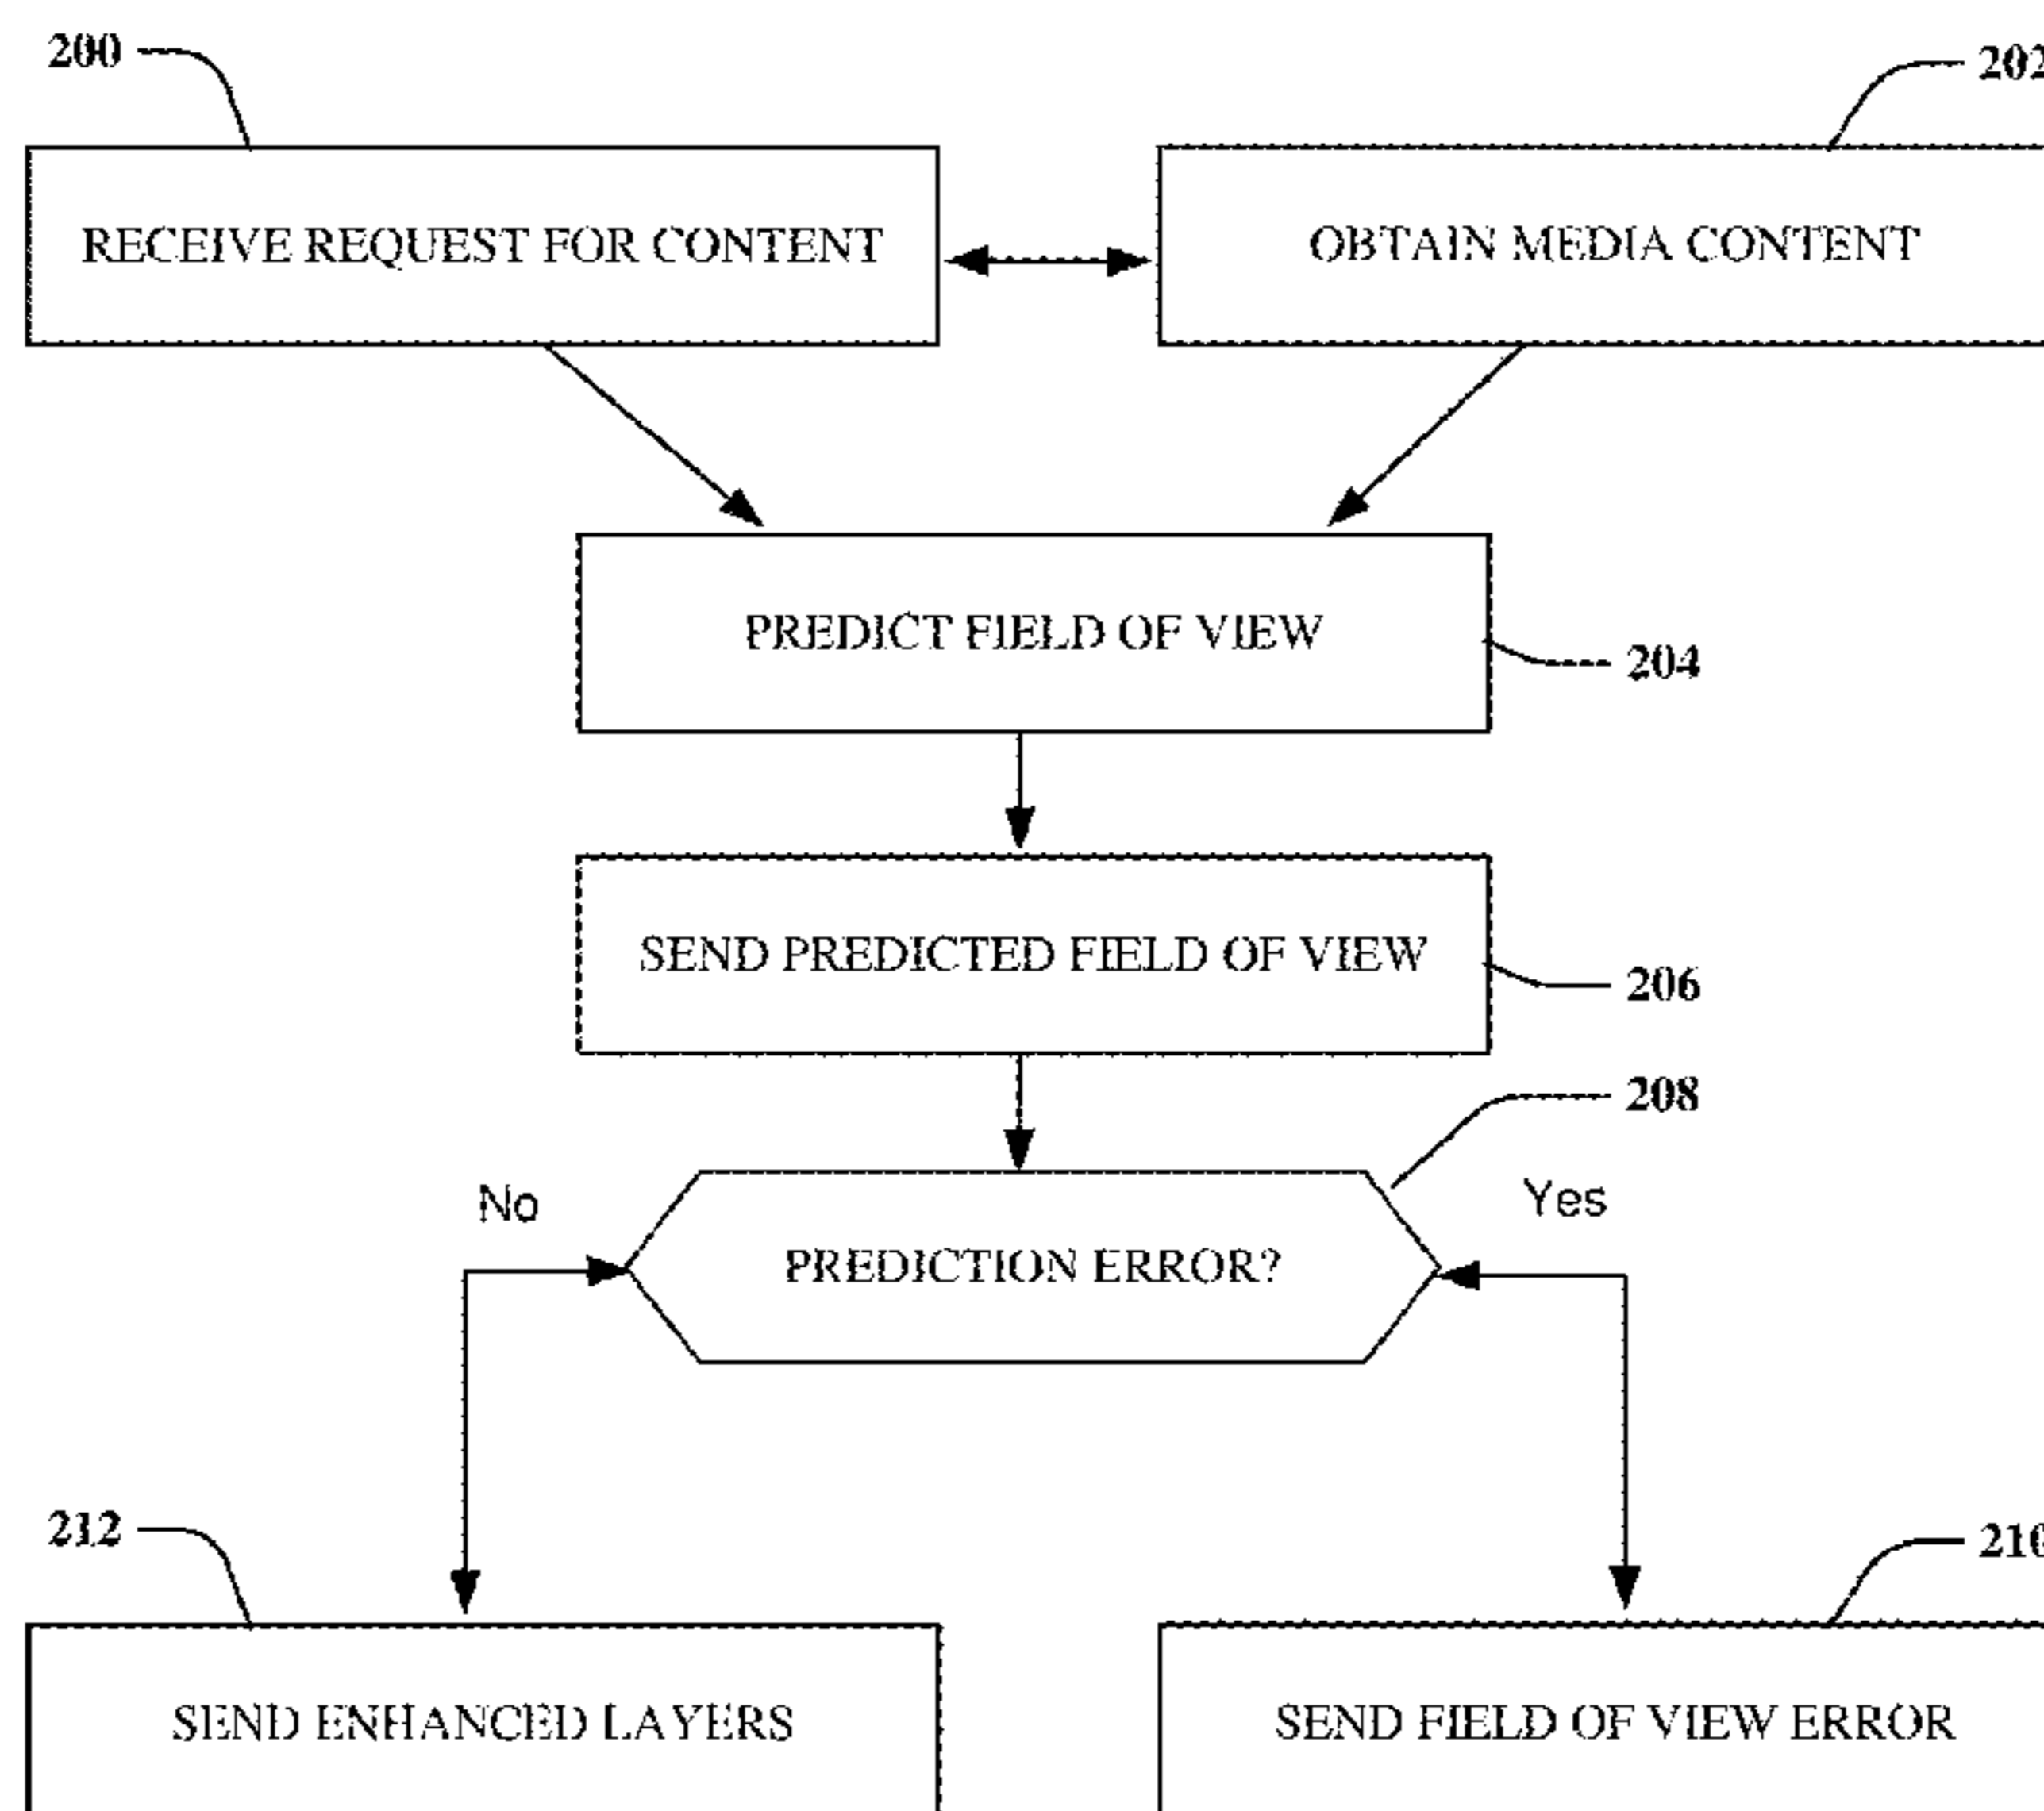 200
202
RECEIVE REQUEST FOR CONTENT
OBTAIN MEDIA CONTENT
PREDICT FIELD OF VIEW
204
SEND PREDICTED FIELD OF VIEW
206
208
No
Yes
PREDICTION ERROR?
212
210
SEND ENHANCED LAYERS
SEND FIELD OF VIEW ERROR